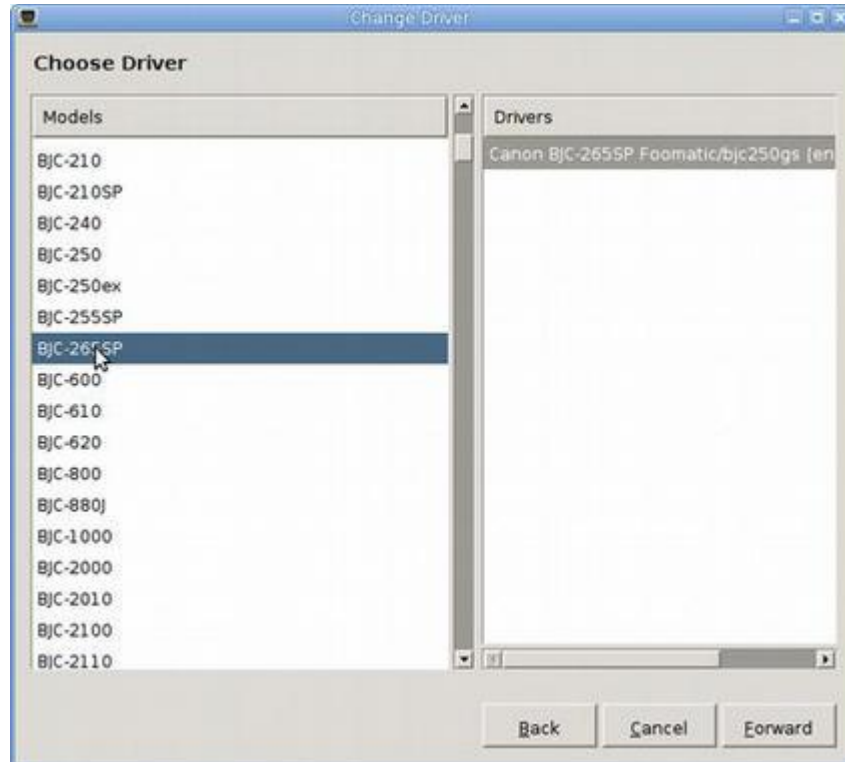 Change Driver
Choose Driver
Models
BJC-210
BJC-210SP
BJC-240
BJC-250
BJC-250ex
BJC-255SP
BJC-265SP
BJC-600
BJC-610
BJC-620
BJC-800
BJC-880J
BJC-1000
BJC-2000
BJC-2010
BJC-2100
BJC-2110
Drivers
Canon BJC-265SP Foomatic/bjc250gs [en
Back Cancel Forward